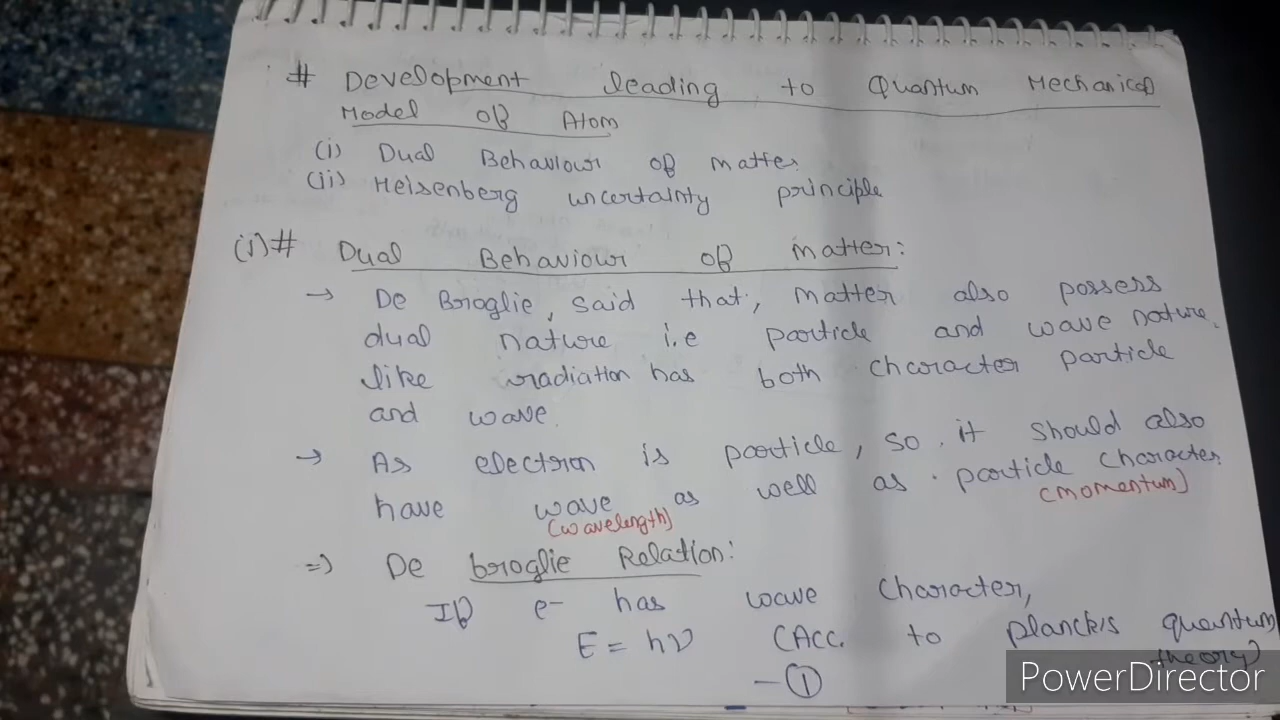 # Development leading to Quantum Mechanical
Model of Atom
(i) Dual Behaviour of matter
(ii) Heisenberg uncertainty principle
(i) # Dual Behaviour of matter:
→ De Broglie, said that, matter also possess
dual nature i.e particle and wave nature.
like radiation has both character particle
and wave.
→ As electron is particle, so it should also
have wave as well as particle character
(wavelength) (momentum)
⇒ De broglie Relation:
If e- has wave character,
E = hν (Acc. to planck's quantum
theory)
- ①
PowerDirector